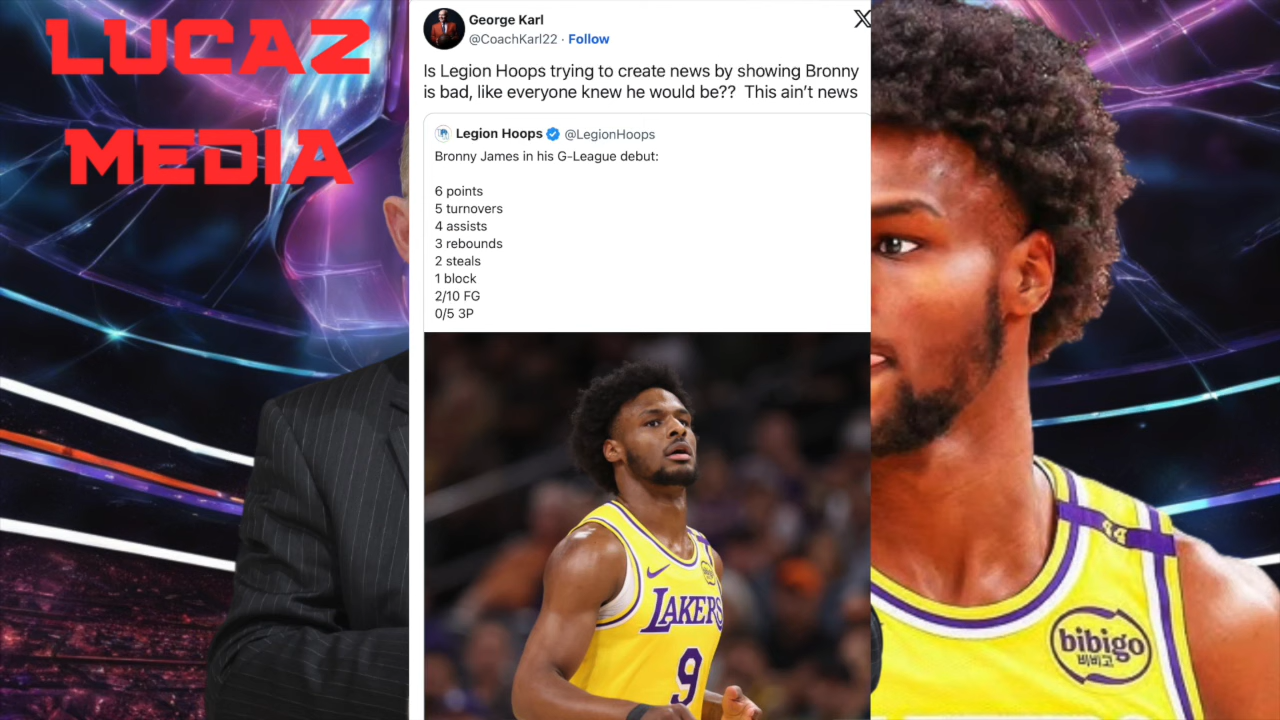 LUCAZ
MEDIA
George Karl
@CoachKarl22 · Follow
Is Legion Hoops trying to create news by showing Bronny
is bad, like everyone knew he would be?? This ain’t news
Legion Hoops @LegionHoops
Bronny James in his G-League debut:
6 points
5 turnovers
4 assists
3 rebounds
2 steals
1 block
2/10 FG
0/5 3P
LAKERS
9
bibigo
비비고